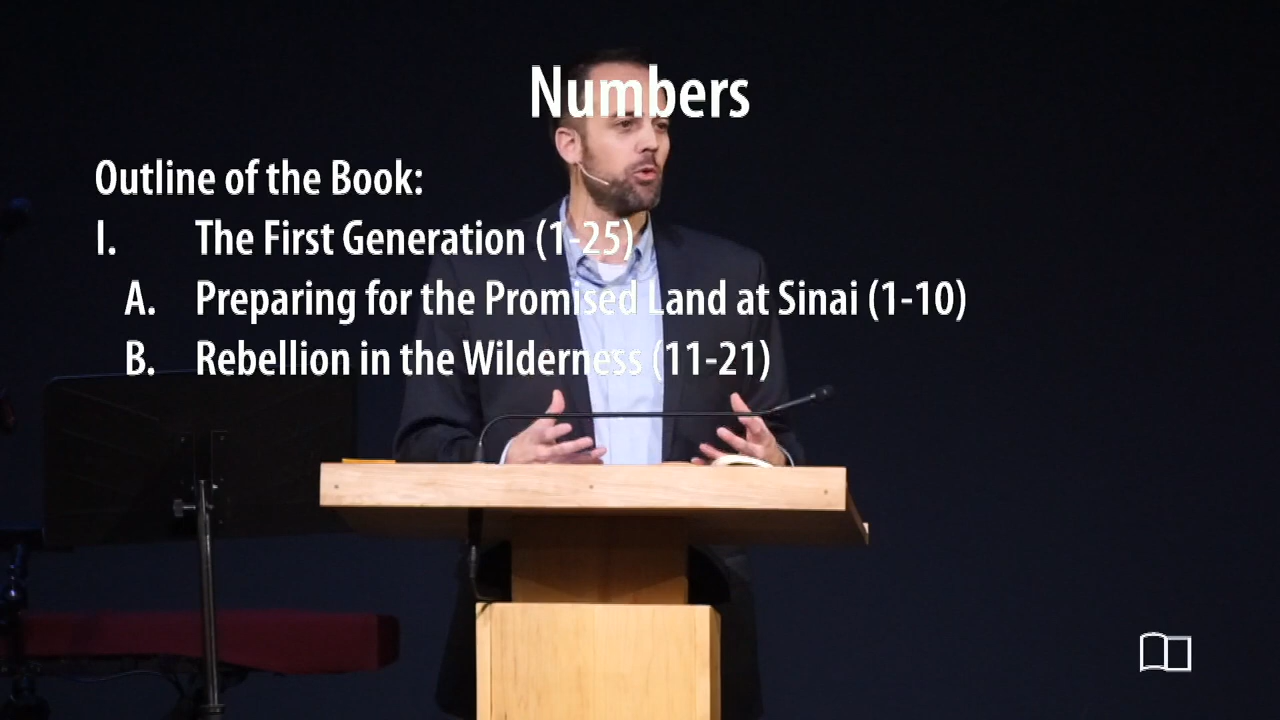 Numbers
Outline of the Book:
I. The First Generation (1-25)
A. Preparing for the Promised Land at Sinai (1-10)
B. Rebellion in the Wilderness (11-21)